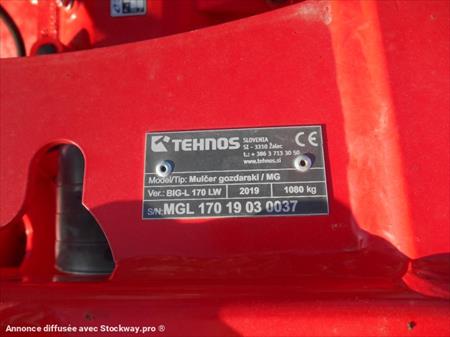 TEHNOS
TEHNOS
SLOVENIA
SI - 3310 Žalec
t.: + 386 3 713 30 50
www.tehnos.si
CE
Model/Tip: Mulčer gozdarski / MG
Ver.: BIG-L 170 LW 2019 1080 kg
S/N: MGL 170 19 03 0037
Annonce diffusée avec Stockway.pro ®